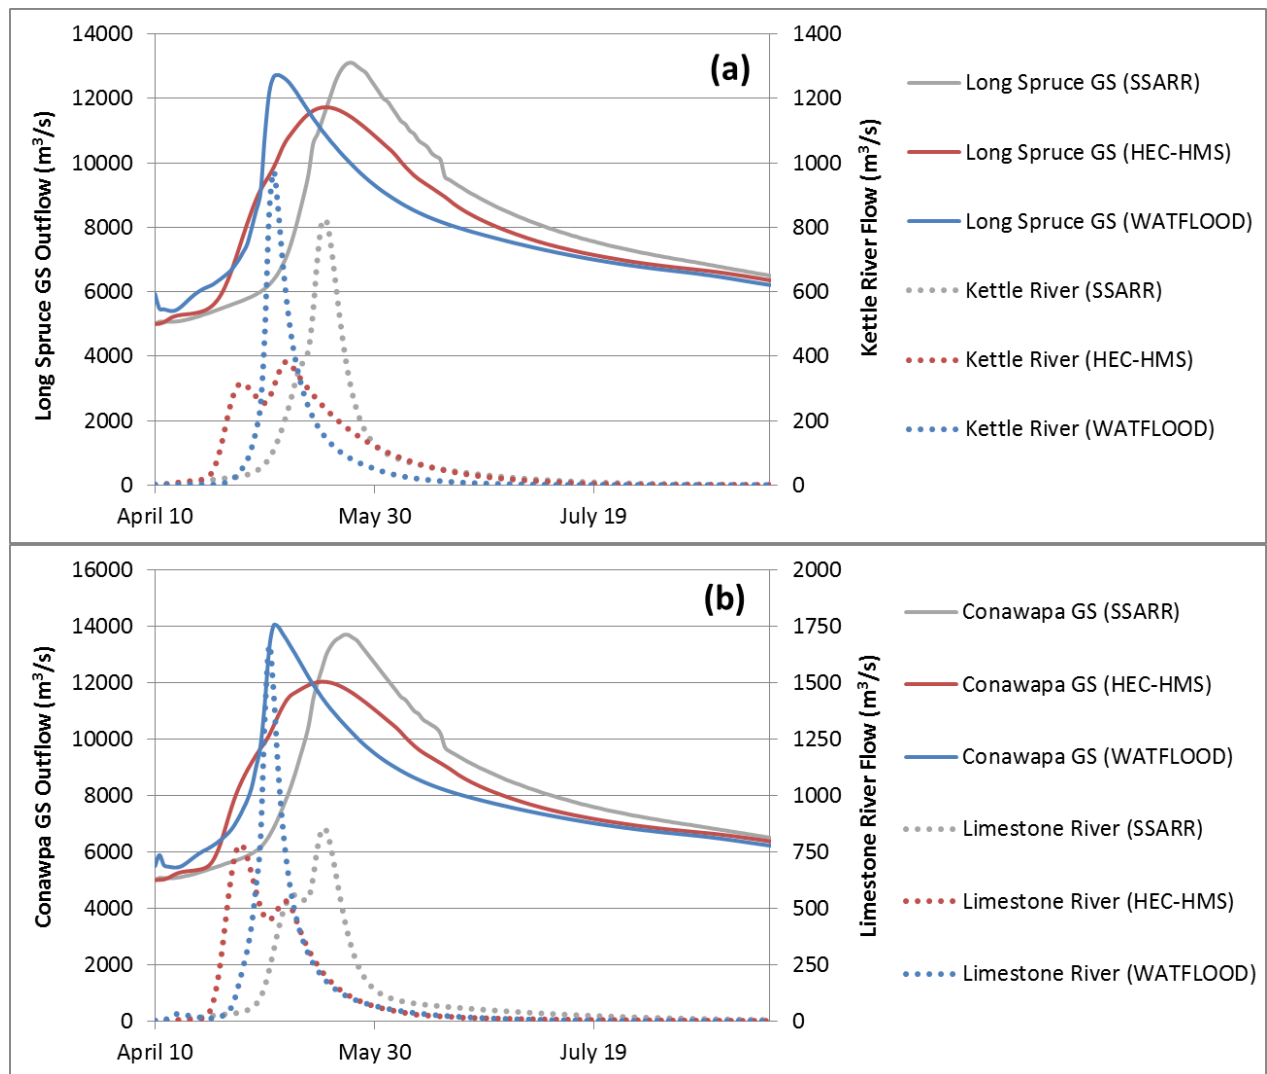 (a)
Long Spruce GS Outflow (m³/s)
14000
12000
10000
8000
6000
4000
2000
0
1400
1200
1000
800
600
400
200
0
Kettle River Flow (m³/s)
April 10 May 30 July 19
Long Spruce GS (SSARR)
Long Spruce GS (HEC-HMS)
Long Spruce GS (WATFLOOD)
Kettle River (SSARR)
Kettle River (HEC-HMS)
Kettle River (WATFLOOD)
(b)
Conawpa GS Outflow (m³/s)
16000
14000
12000
10000
8000
6000
4000
2000
0
2000
1750
1500
1250
1000
750
500
250
0
Limestone River Flow (m³/s)
April 10 May 30 July 19
Conawapa GS (SSARR)
Conawapa GS (HEC-HMS)
Conawapa GS (WATFLOOD)
Limestone River (SSARR)
Limestone River (HEC-HMS)
Limestone River (WATFLOOD)